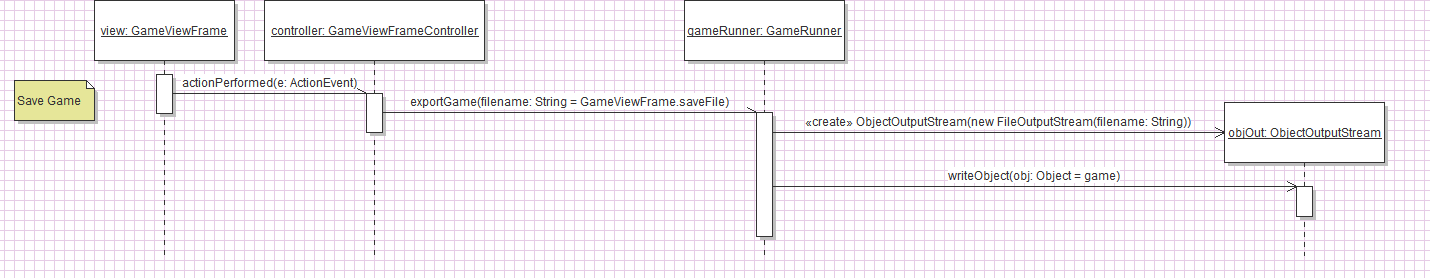 view: GameViewFrame
controller: GameViewFrameController
gameRunner: GameRunner
Save Game
actionPerformed(e: ActionEvent)
exportGame(filename: String = GameViewFrame.saveFile)
«create» ObjectOutputStream(new FileOutputStream(filename: String))
objOut: ObjectOutputStream
writeObject(obj: Object = game)